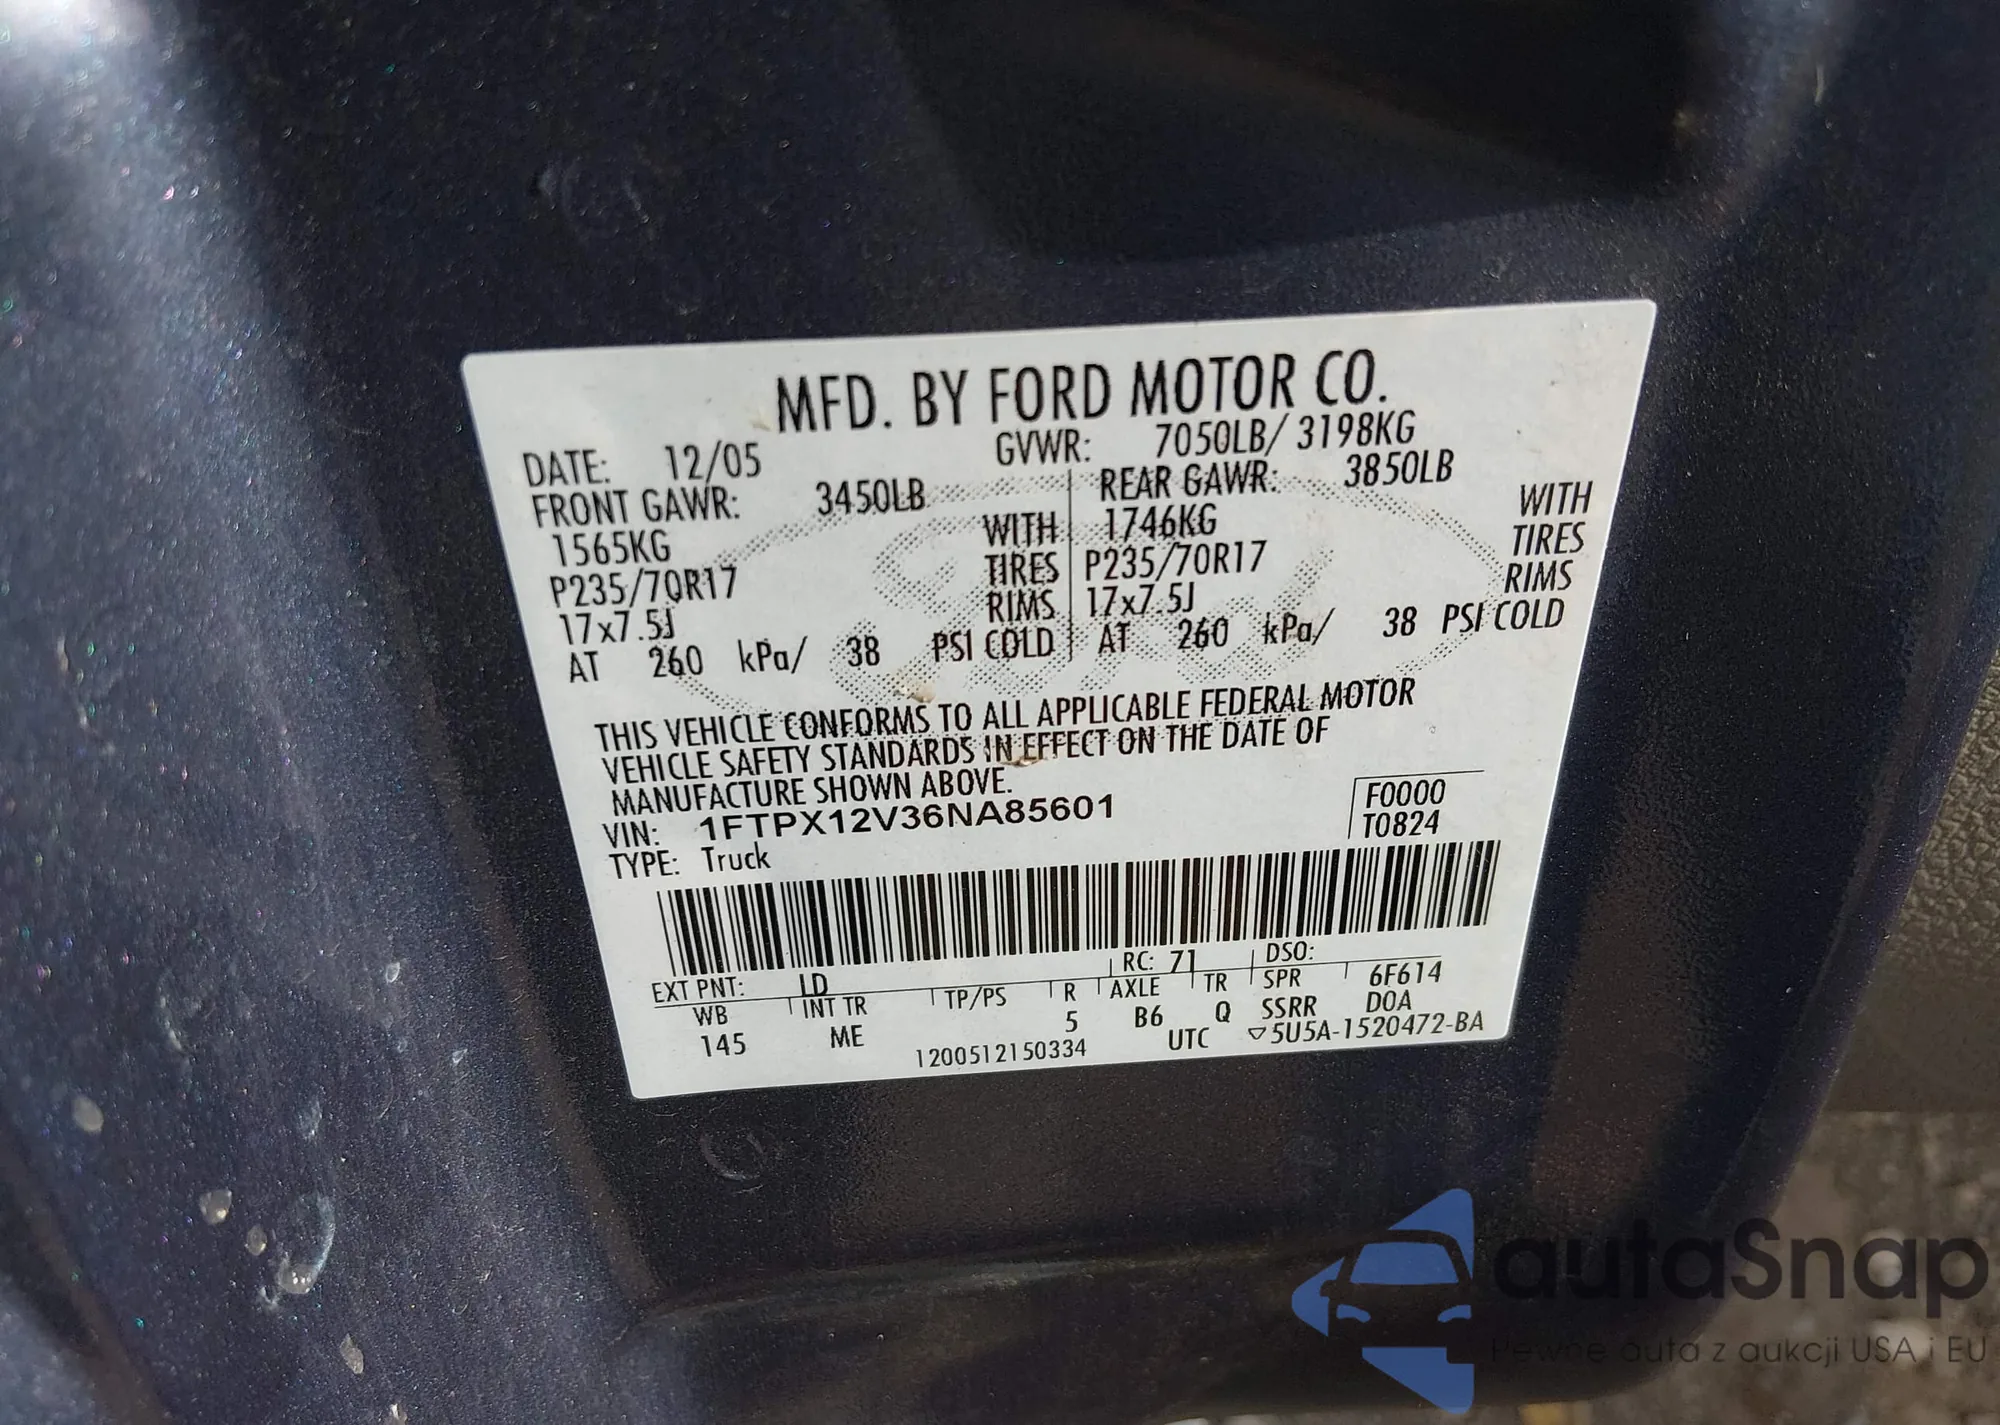 MFD. BY FORD MOTOR CO.
DATE: 12/05 GVWR: 7050LB/ 3198KG
FRONT GAWR: 3450LB REAR GAWR: 3850LB
1565KG WITH 1746KG WITH
P235/70R17 TIRES P235/70R17 TIRES
17x7.5J RIMS 17x7.5J RIMS
AT 260 kPa/ 38 PSI COLD AT 260 kPa/ 38 PSI COLD
THIS VEHICLE CONFORMS TO ALL APPLICABLE FEDERAL MOTOR
VEHICLE SAFETY STANDARDS IN EFFECT ON THE DATE OF
MANUFACTURE SHOWN ABOVE.
VIN: 1FTPX12V36NA85601 F0000
TYPE: Truck T0824
EXT PNT: LD RC: 71 DSO:
WB INT TR TP/PS R AXLE TR SPR 6F614
145 ME 5 B6 Q SSRR DOA
1200512150334 UTC ▽5U5A-1520472-BA
autaSnap
Pewne auta z aukcji USA i EU